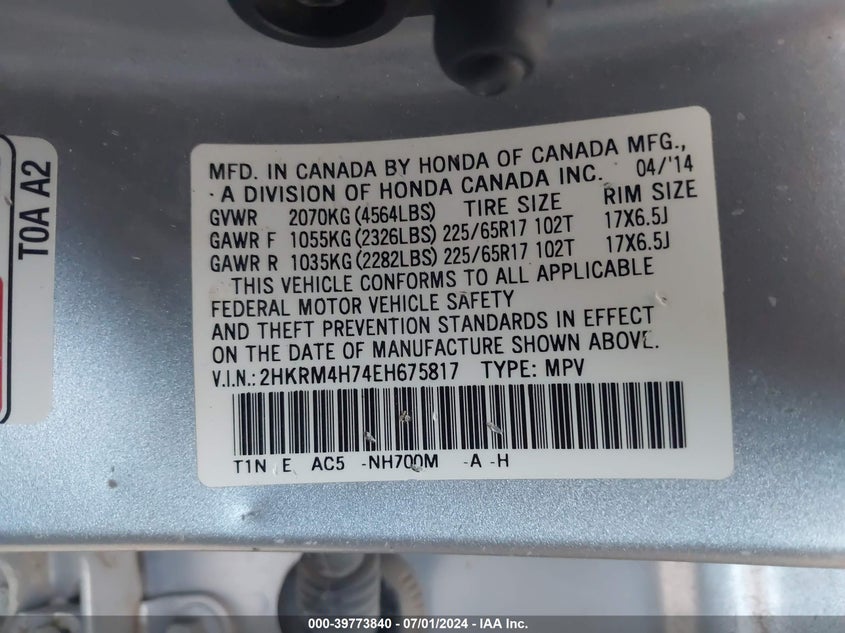 MFD. IN CANADA BY HONDA OF CANADA MFG.,
A DIVISION OF HONDA CANADA INC. 04/'14
GVWR 2070KG (4564LBS) TIRE SIZE RIM SIZE
GAWR F 1055KG (2326LBS) 225/65R17 102T 17X6.5J
GAWR R 1035KG (2282LBS) 225/65R17 102T 17X6.5J
THIS VEHICLE CONFORMS TO ALL APPLICABLE
FEDERAL MOTOR VEHICLE SAFETY
AND THEFT PREVENTION STANDARDS IN EFFECT
ON THE DATE OF MANUFACTURE SHOWN ABOVE.
V.I.N.: 2HKRM4H74EH675817 TYPE: MPV
T1N E AC5 -NH700M -A -H
T0A A2
000-39773840 - 07/01/2024 - IAA Inc.